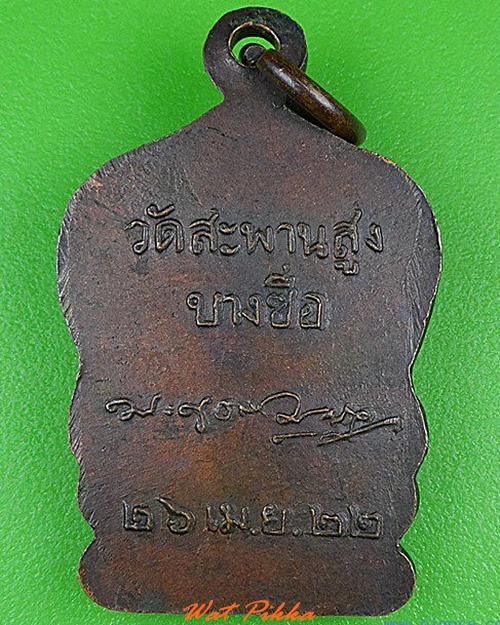 วัดสะพานสูง
บางซื่อ
๒๖ เม.ย. ๒๒
Wat Pikka